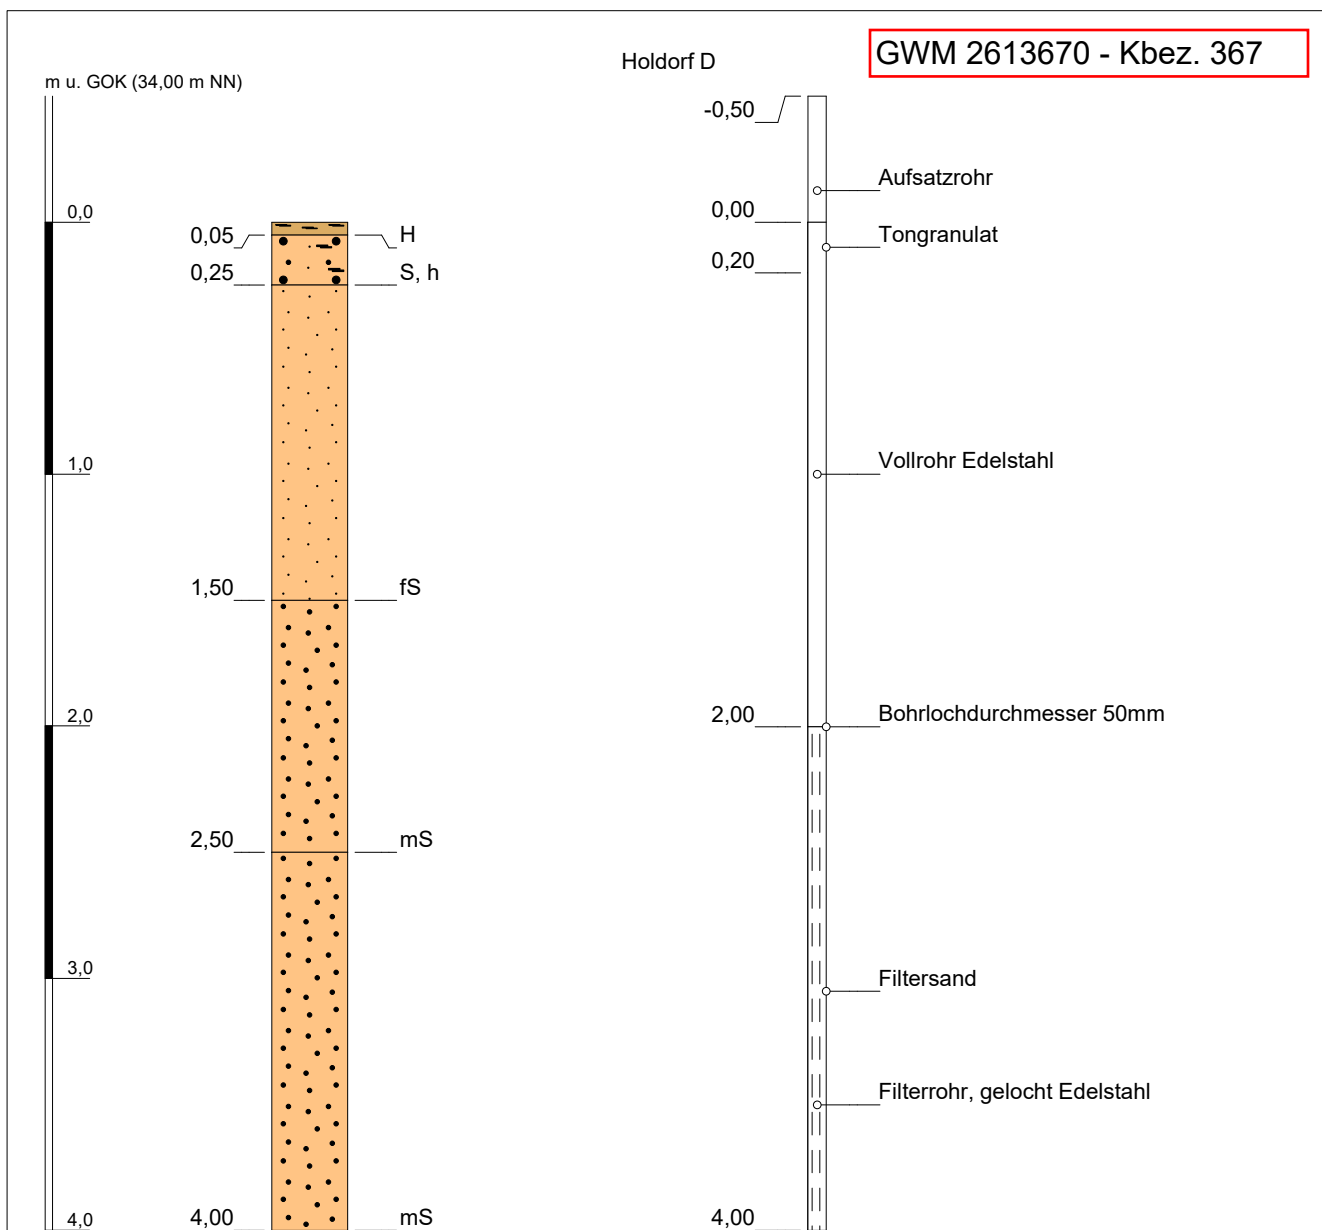 Holdorf D
GWM 2613670 - Kbez. 367
m u. GOK (34,00 m NN)
-0,50
Aufsatzrohr
0,0
0,00
0,05
H
Tongranulat
0,25
S, h
0,20
1,0
Vollrohr Edelstahl
1,50
fS
2,0
2,00
Bohrlochdurchmesser 50mm
2,50
mS
3,0
Filtersand
Filterrohr, gelocht Edelstahl
4,0
4,00
mS
4,00